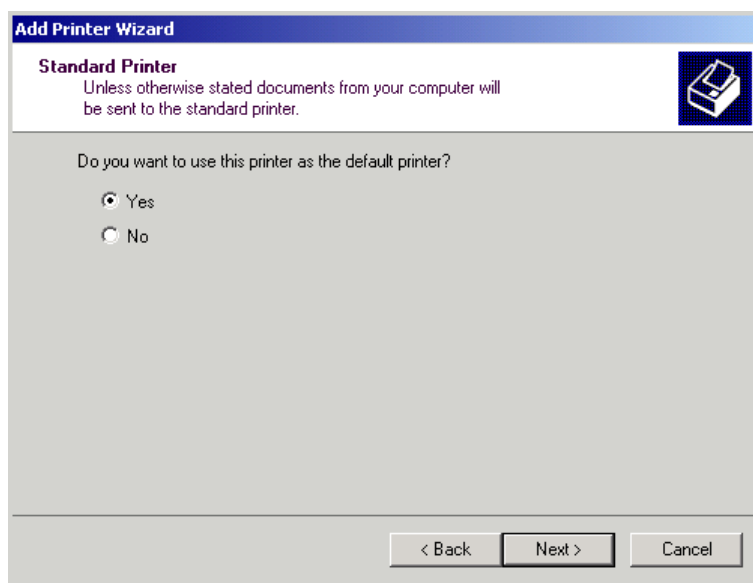 Add Printer Wizard
Standard Printer
Unless otherwise stated documents from your computer will
be sent to the standard printer.
Do you want to use this printer as the default printer?
Yes
No
< Back
Next >
Cancel